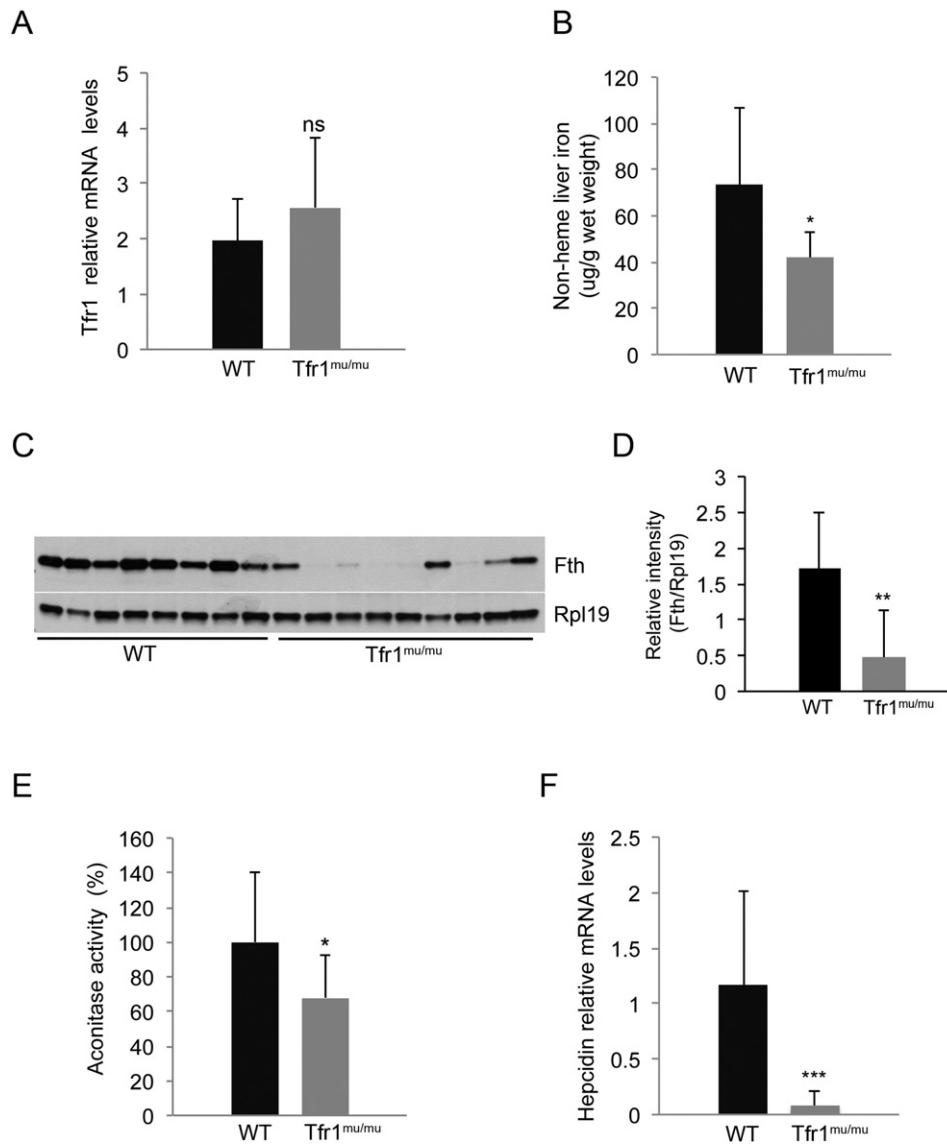 A
Tfr1 relative mRNA levels
5
4
3
2
1
0
ns
WT
Tfr1mu/mu
B
Non-heme liver iron
(ug/g wet weight)
120
100
80
60
40
20
0
*
WT
Tfr1mu/mu
C
Fth
Rpl19
WT
Tfr1mu/mu
D
Relative intensity
(Fth/Rpl19)
3
2.5
2
1.5
1
0.5
0
**
WT
Tfr1mu/mu
E
Aconitase activity (%)
160
140
120
100
80
60
40
20
0
*
WT
Tfr1mu/mu
F
Hepcidin relative mRNA levels
2.5
2
1.5
1
0.5
0
***
WT
Tfr1mu/mu